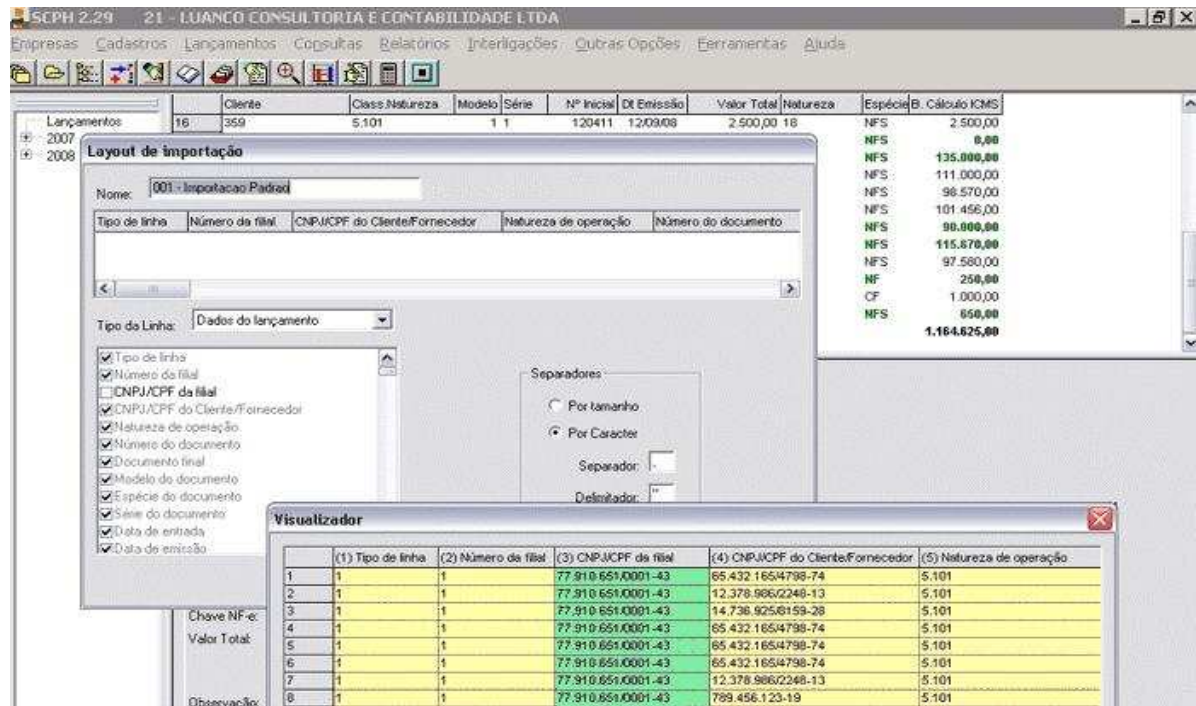 SCPH 2.29 21 - LUANCO CONSULTORIA E CONTABILIDADE LTDA
Empresas Cadastros Lançamentos Consultas Relatórios Interligações Outras Opções Ferramentas Ajuda
Cliente Class.Natureza Modelo Série Nº Inicial Dt Emissão Valor Total Natureza Espécie B. Cálculo ICMS
Lançamentos 16 359 5.101 1 1 120411 12/09/08 2.500,00 18 NFS 2.500,00
2007 NFS 0,00
2008 NFS 135.000,00
NFS 111.000,00
NFS 98.570,00
NFS 101.456,00
NFS 90.000,00
NFS 115.870,00
NFS 97.580,00
NF 250,00
CF 1.000,00
NFS 650,00
1.164.625,00
Layout de importação
Nome: 001 - Importacao Padrao
Tipo de linha Número da filial CNPJ/CPF do Cliente/Fornecedor Natureza de operação Número do documento
Tipo da Linha: Dados do lançamento
Tipo de linha
Número da filial
CNPJ/CPF da filial
CNPJ/CPF do Cliente/Fornecedor
Natureza de operação
Número do documento
Documento final
Modelo do documento
Espécie do documento
Série do documento
Data de entrada
Data de emissão
Separadores
Por tamanho
Por Caracter
Separador:
Delimitador: "
Visualizador
(1) Tipo de linha (2) Número da filial (3) CNPJ/CPF da filial (4) CNPJ/CPF do Cliente/Fornecedor (5) Natureza de operação
1 1 1 77.910.651/0001-43 65.432.165/4798-74 5.101
2 1 1 77.910.651/0001-43 12.378.986/2248-13 5.101
3 1 1 77.910.651/0001-43 14.736.925/8159-28 5.101
4 1 1 77.910.651/0001-43 65.432.165/4798-74 5.101
5 1 1 77.910.651/0001-43 65.432.165/4798-74 5.101
6 1 1 77.910.651/0001-43 65.432.165/4798-74 5.101
7 1 1 77.910.651/0001-43 12.378.986/2248-13 5.101
8 1 1 77.910.651/0001-43 789.456.123-19 5.101
Chave NF-e:
Valor Total:
Observação: